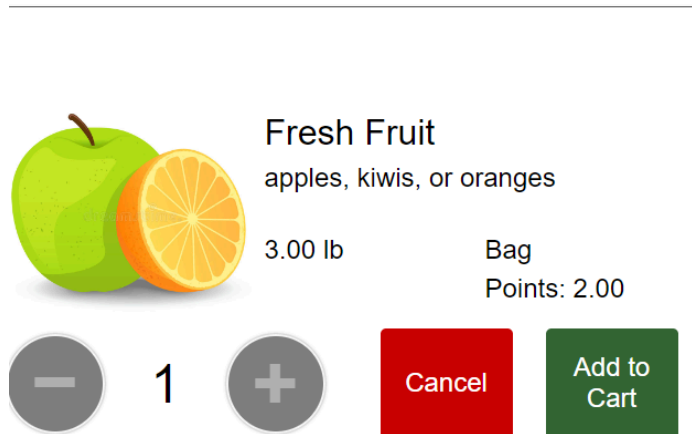 Fresh Fruit
apples, kiwis, or oranges
3.00 lb
Bag
Points: 2.00
1
Cancel
Add to
Cart